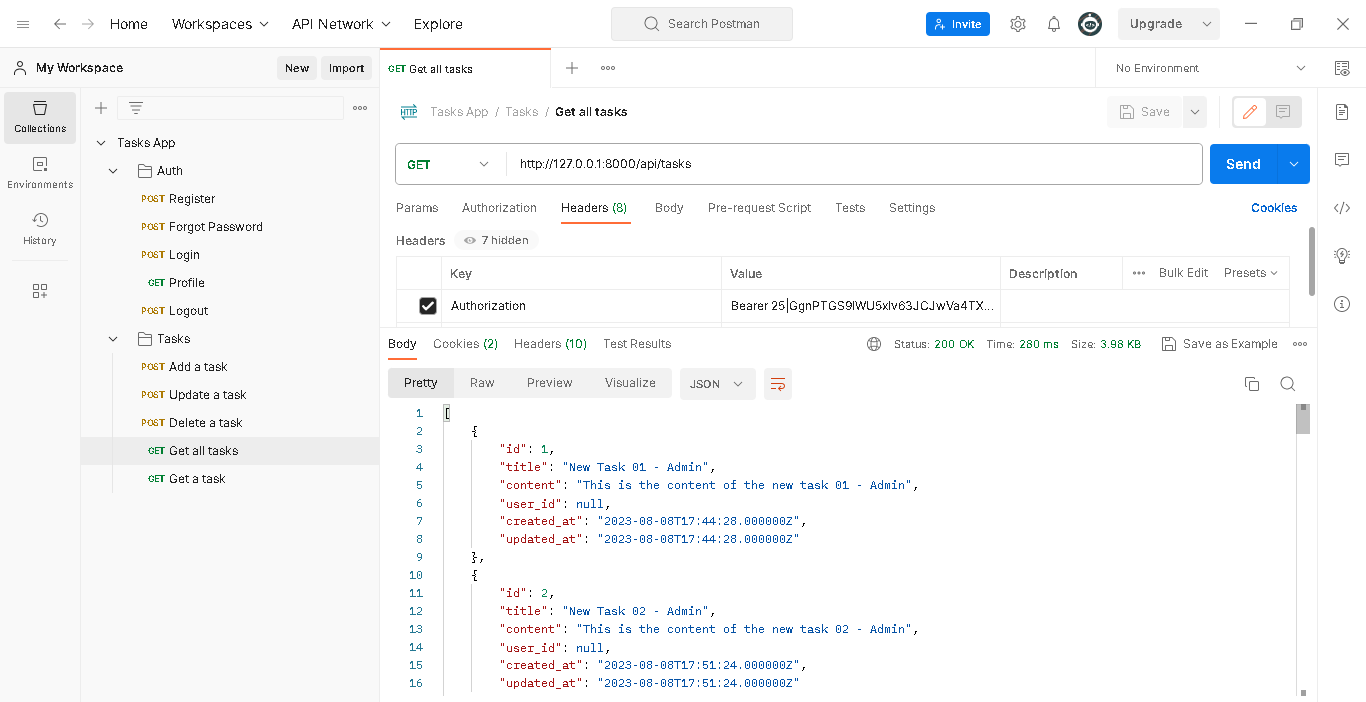 Home Workspaces API Network Explore Search Postman Invite Upgrade
My Workspace New Import GET Get all tasks No Environment
Collections
Environments
History
Tasks App
Auth
POST Register
POST Forgot Password
POST Login
GET Profile
POST Logout
Tasks
POST Add a task
POST Update a task
POST Delete a task
GET Get all tasks
GET Get a task
HTTP Tasks App / Tasks / Get all tasks Save
GET http://127.0.0.1:8000/api/tasks Send
Params Authorization Headers (8) Body Pre-request Script Tests Settings Cookies
Headers 7 hidden
Key Value Description Bulk Edit Presets
Authorization Bearer 25|GgnPTGS9IWU5xIv63JCJwVa4TX...
Body Cookies (2) Headers (10) Test Results Status: 200 OK Time: 280 ms Size: 3.98 KB Save as Example
Pretty Raw Preview Visualize JSON
1 [
2 {
3 "id": 1,
4 "title": "New Task 01 - Admin",
5 "content": "This is the content of the new task 01 - Admin",
6 "user_id": null,
7 "created_at": "2023-08-08T17:44:28.000000Z",
8 "updated_at": "2023-08-08T17:44:28.000000Z"
9 },
10 {
11 "id": 2,
12 "title": "New Task 02 - Admin",
13 "content": "This is the content of the new task 02 - Admin",
14 "user_id": null,
15 "created_at": "2023-08-08T17:51:24.000000Z",
16 "updated_at": "2023-08-08T17:51:24.000000Z"